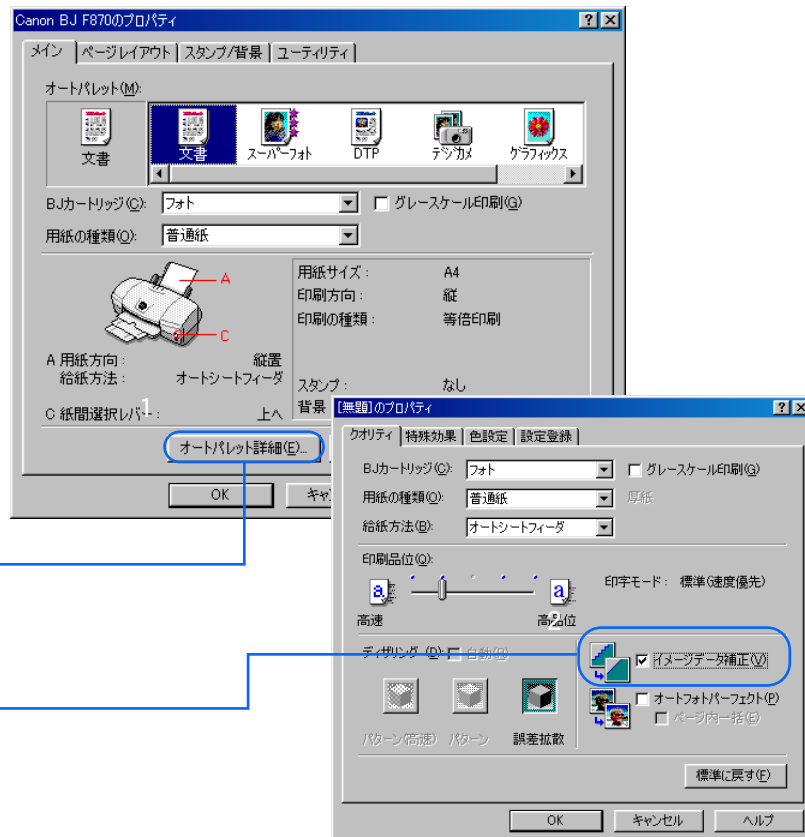 Canon BJ F870のプロパティ
メイン ページレイアウト スタンプ/背景 ユーティリティ
オートパレット(M):
文書
文書 スーパーフォト DTP デジカメ グラフィックス
BJカートリッジ(C): フォト グレースケール印刷(G)
用紙の種類(O): 普通紙
A
C
用紙サイズ: A4
印刷方向: 縦
印刷の種類: 等倍印刷
A 用紙方向: 縦置
給紙方法: オートシートフィーダ
スタンプ: なし
C 紙間選択レバー: 上へ
1
背景
オートパレット詳細(E)...
OK キャ
[無題]のプロパティ
クオリティ 特殊効果 色設定 設定登録
BJカートリッジ(C): フォト グレースケール印刷(G)
用紙の種類(O): 普通紙 厚紙
給紙方法(B): オートシートフィーダ
印刷品位(Q):
印字モード: 標準(速度優先)
高速 高品位
2
ディザリング (D): 自動(R)
イメージデータ補正(V)
オートフォトパーフェクト(P)
ページ内一括(E)
パターン(高速) パターン 誤差拡散
標準に戻す(F)
OK キャンセル ヘルプ